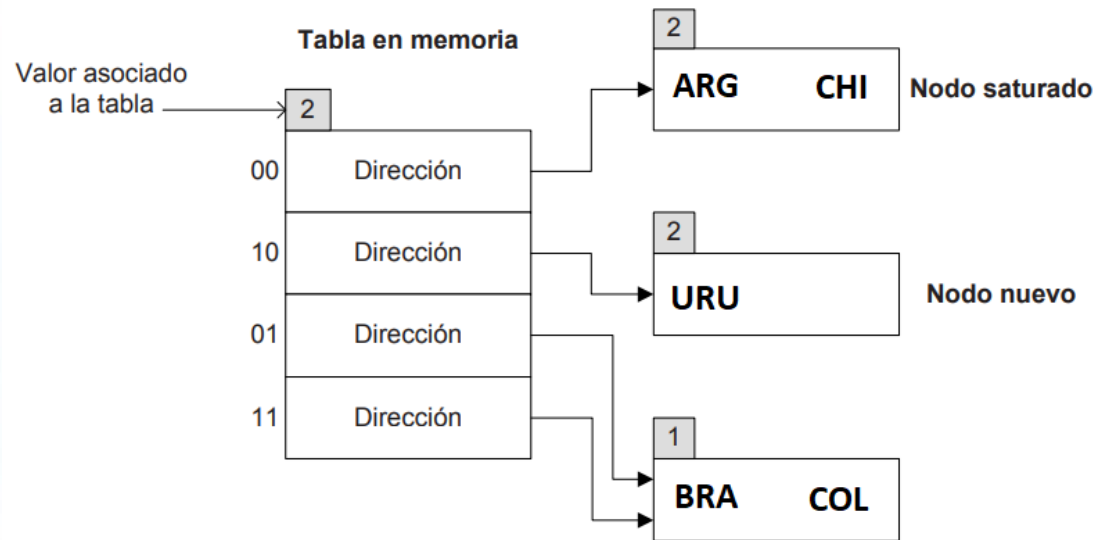 Tabla en memoria
Valor asociado
a la tabla
2
00 Dirección
10 Dirección
01 Dirección
11 Dirección
2
ARG CHI
Nodo saturado
2
URU
Nodo nuevo
1
BRA COL